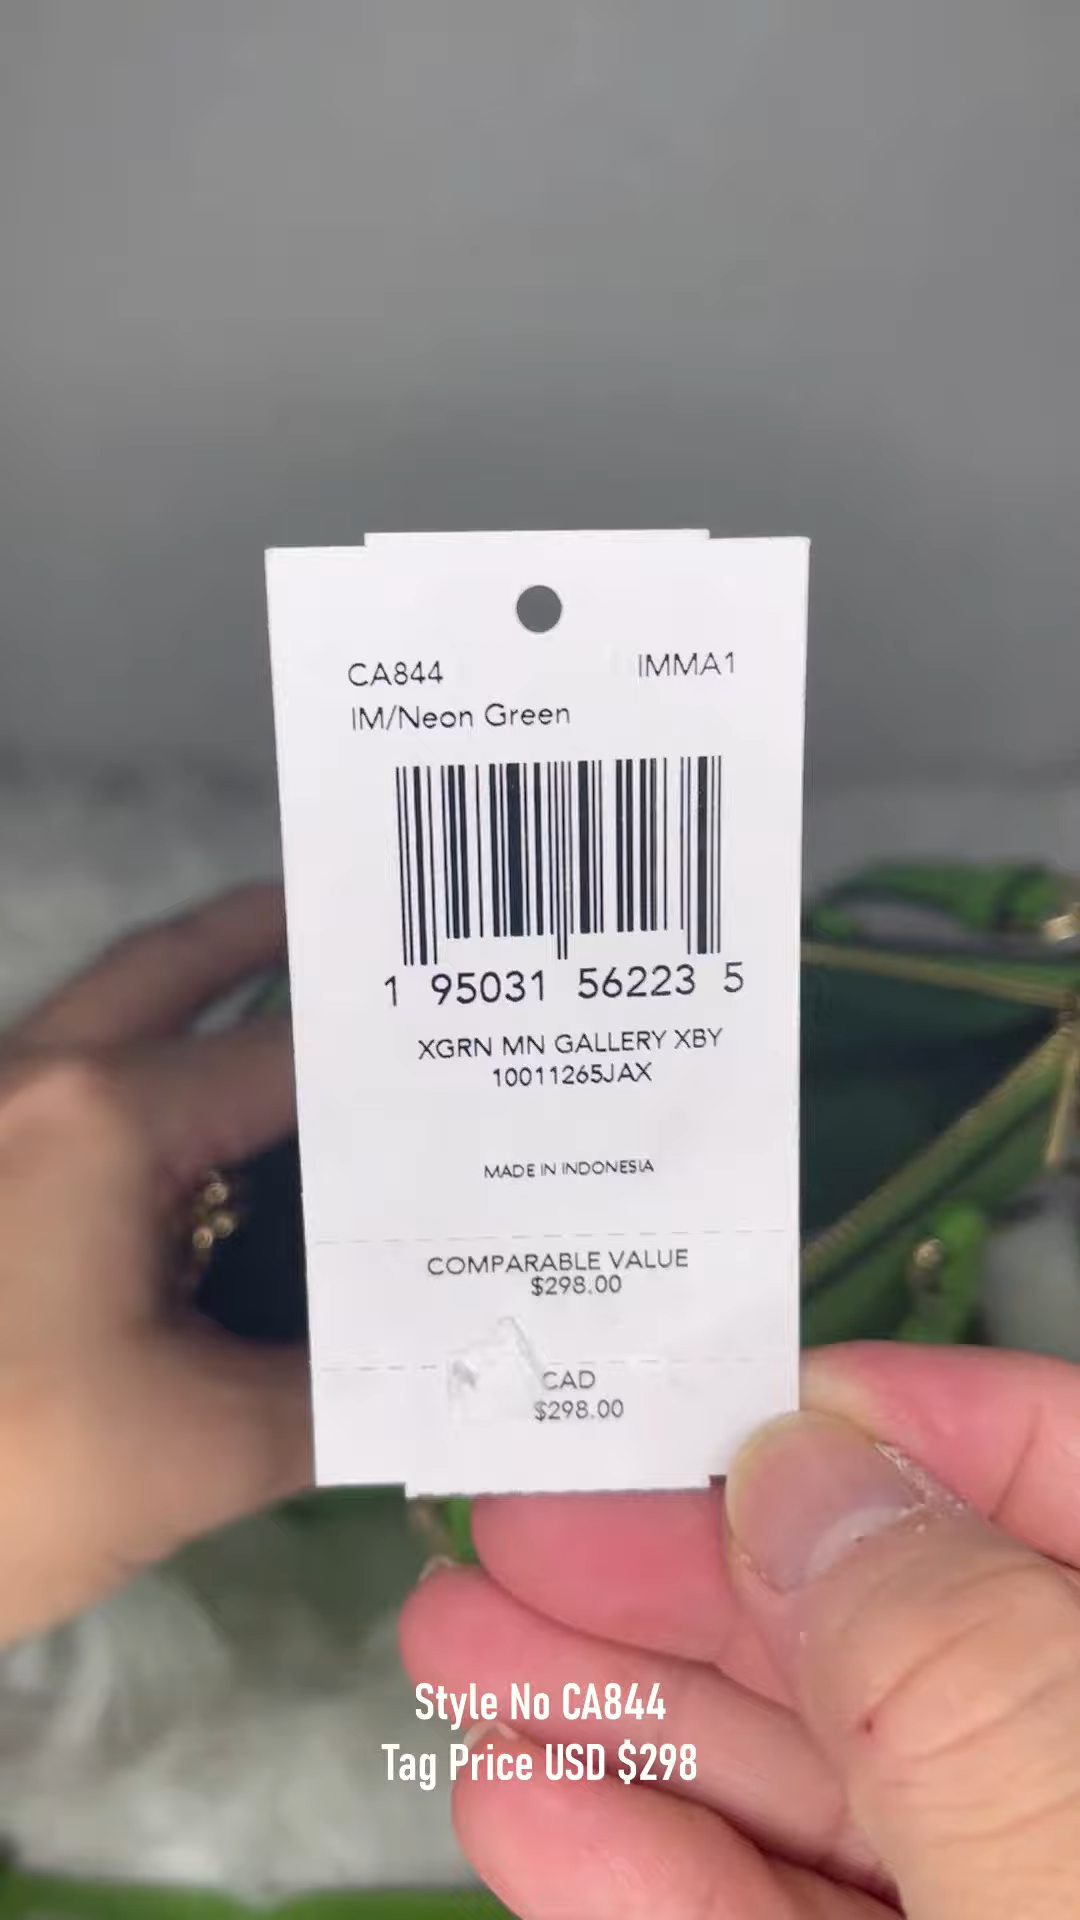 CA844 IMMA1
IM/Neon Green
1 95031 56223 5
XGRN MN GALLERY XBY
10011265JAX
MADE IN INDONESIA
COMPARABLE VALUE
$298.00
CAD
$298.00
Style No CA844
Tag Price USD $298